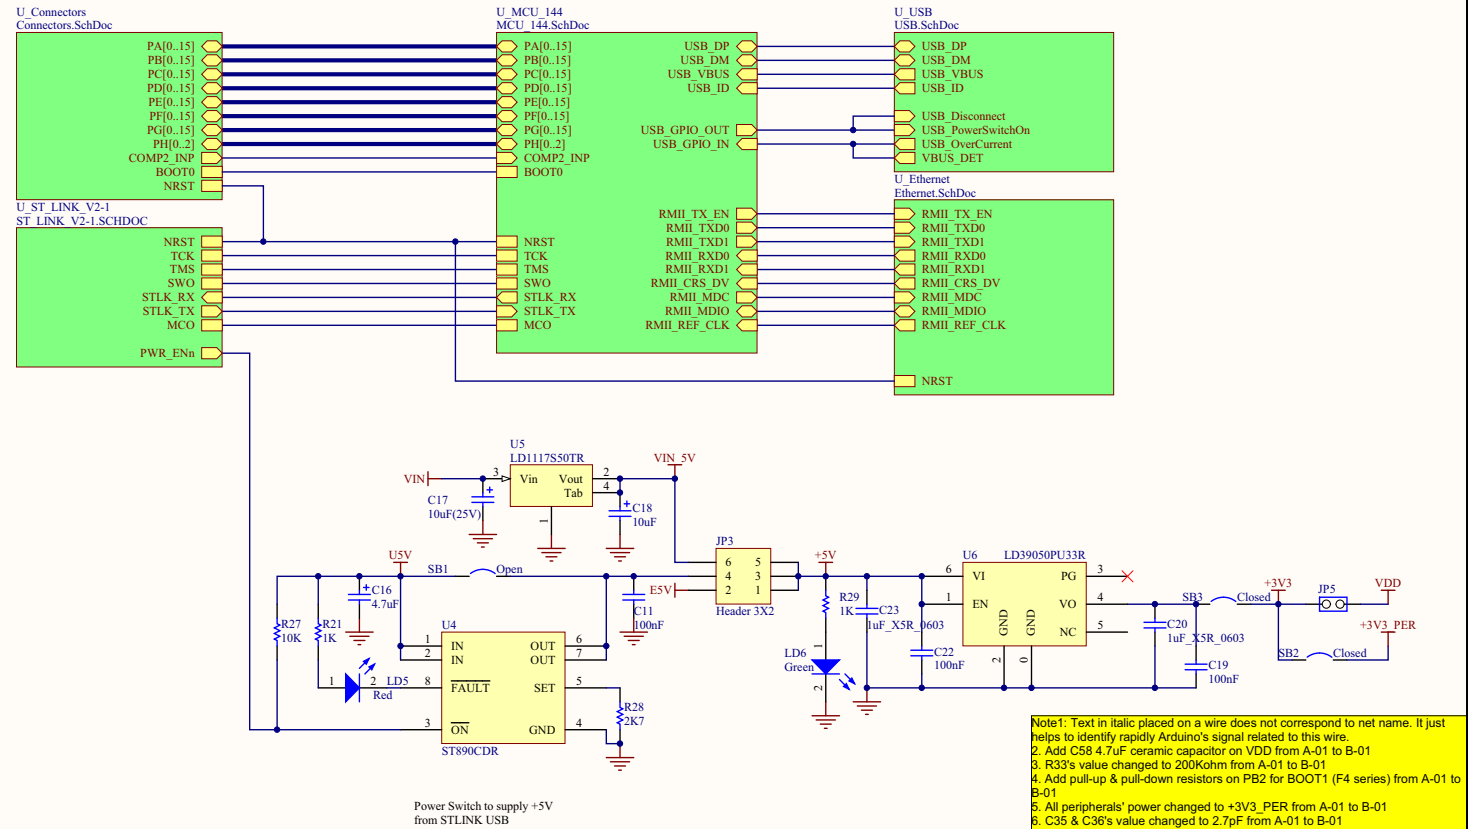 U_Connectors
Connectors.SchDoc
PA[0..15]
PB[0..15]
PC[0..15]
PD[0..15]
PE[0..15]
PF[0..15]
PG[0..15]
PH[0..2]
COMP2_INP
BOOT0
NRST
U_ST_LINK_V2-1
ST_LINK_V2-1.SCHDOC
NRST
TCK
TMS
SWO
STLK_RX
STLK_TX
MCO
PWR_ENn
U_MCU_144
MCU_144.SchDoc
PA[0..15]
PB[0..15]
PC[0..15]
PD[0..15]
PE[0..15]
PF[0..15]
PG[0..15]
PH[0..2]
COMP2_INP
BOOT0
NRST
TCK
TMS
SWO
STLK_RX
STLK_TX
MCO
USB_DP
USB_DM
USB_VBUS
USB_ID
USB_GPIO_OUT
USB_GPIO_IN
RMII_TX_EN
RMII_TXD0
RMII_TXD1
RMII_RXD0
RMII_RXD1
RMII_CRS_DV
RMII_MDC
RMII_MDIO
RMII_REF_CLK
U_USB
USB.SchDoc
USB_DP
USB_DM
USB_VBUS
USB_ID
USB_Disconnect
USB_PowerSwitchOn
USB_OverCurrent
VBUS_DET
U_Ethernet
Ethernet.SchDoc
RMII_TX_EN
RMII_TXD0
RMII_TXD1
RMII_RXD0
RMII_RXD1
RMII_CRS_DV
RMII_MDC
RMII_MDIO
RMII_REF_CLK
NRST
U5
LD1117S50TR
VIN
3
Vin
Vout
Tab
2
4
1
VIN_5V
C17
10uF(25V)
C18
10uF
U5V
SB1
Open
C16
4.7uF
R27
10K
R21
1K
1
2
LD5
Red
U4
1
2
8
3
IN
IN
FAULT
ON
OUT
OUT
SET
GND
6
7
5
4
ST890CDR
R28
2K7
C11
100nF
E5V
JP3
6
4
2
5
3
1
Header 3X2
+5V
R29
1K
1
LD6
Green
2
C23
1uF_X5R_0603
C22
100nF
U6
LD39050PU33R
6
1
VI
EN
GND
GND
2
0
PG
VO
NC
3
4
5
C20
1uF_X5R_0603
C19
100nF
SB3
Closed
+3V3
JP5
VDD
+3V3_PER
SB2
Closed
Power Switch to supply +5V
from STLINK USB
Note1: Text in italic placed on a wire does not correspond to net name. It just
helps to identify rapidly Arduino's signal related to this wire.
2. Add C58 4.7uF ceramic capacitor on VDD from A-01 to B-01
3. R33's value changed to 200Kohm from A-01 to B-01
4. Add pull-up & pull-down resistors on PB2 for BOOT1 (F4 series) from A-01 to
B-01
5. All peripherals' power changed to +3V3_PER from A-01 to B-01
6. C35 & C36's value changed to 2.7pF from A-01 to B-01